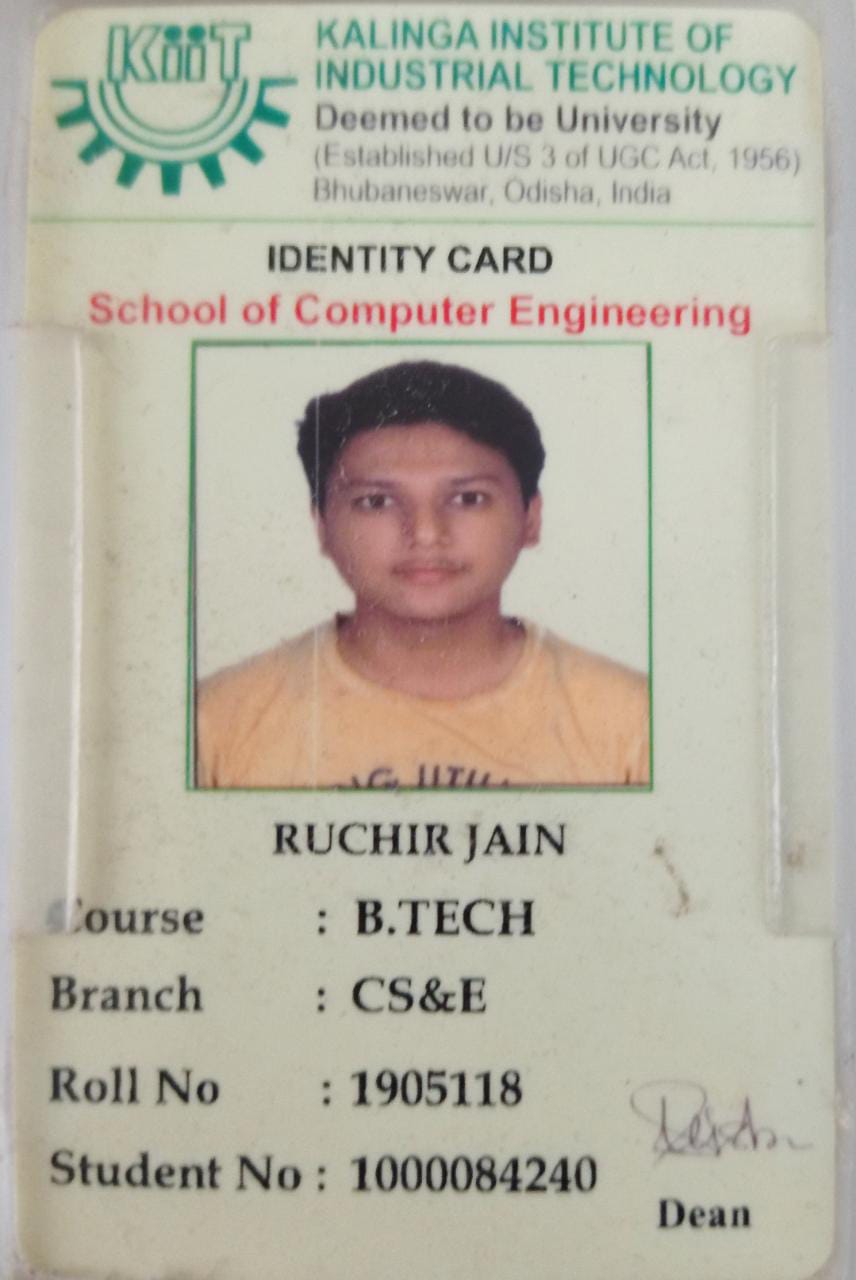 KiiT
KALINGA INSTITUTE OF
INDUSTRIAL TECHNOLOGY
Deemed to be University
(Established U/S 3 of UGC Act, 1956)
Bhubaneswar, Odisha, India
IDENTITY CARD
School of Computer Engineering
RUCHIR JAIN
Course : B.TECH
Branch : CS&E
Roll No : 1905118
Student No : 1000084240
Dean